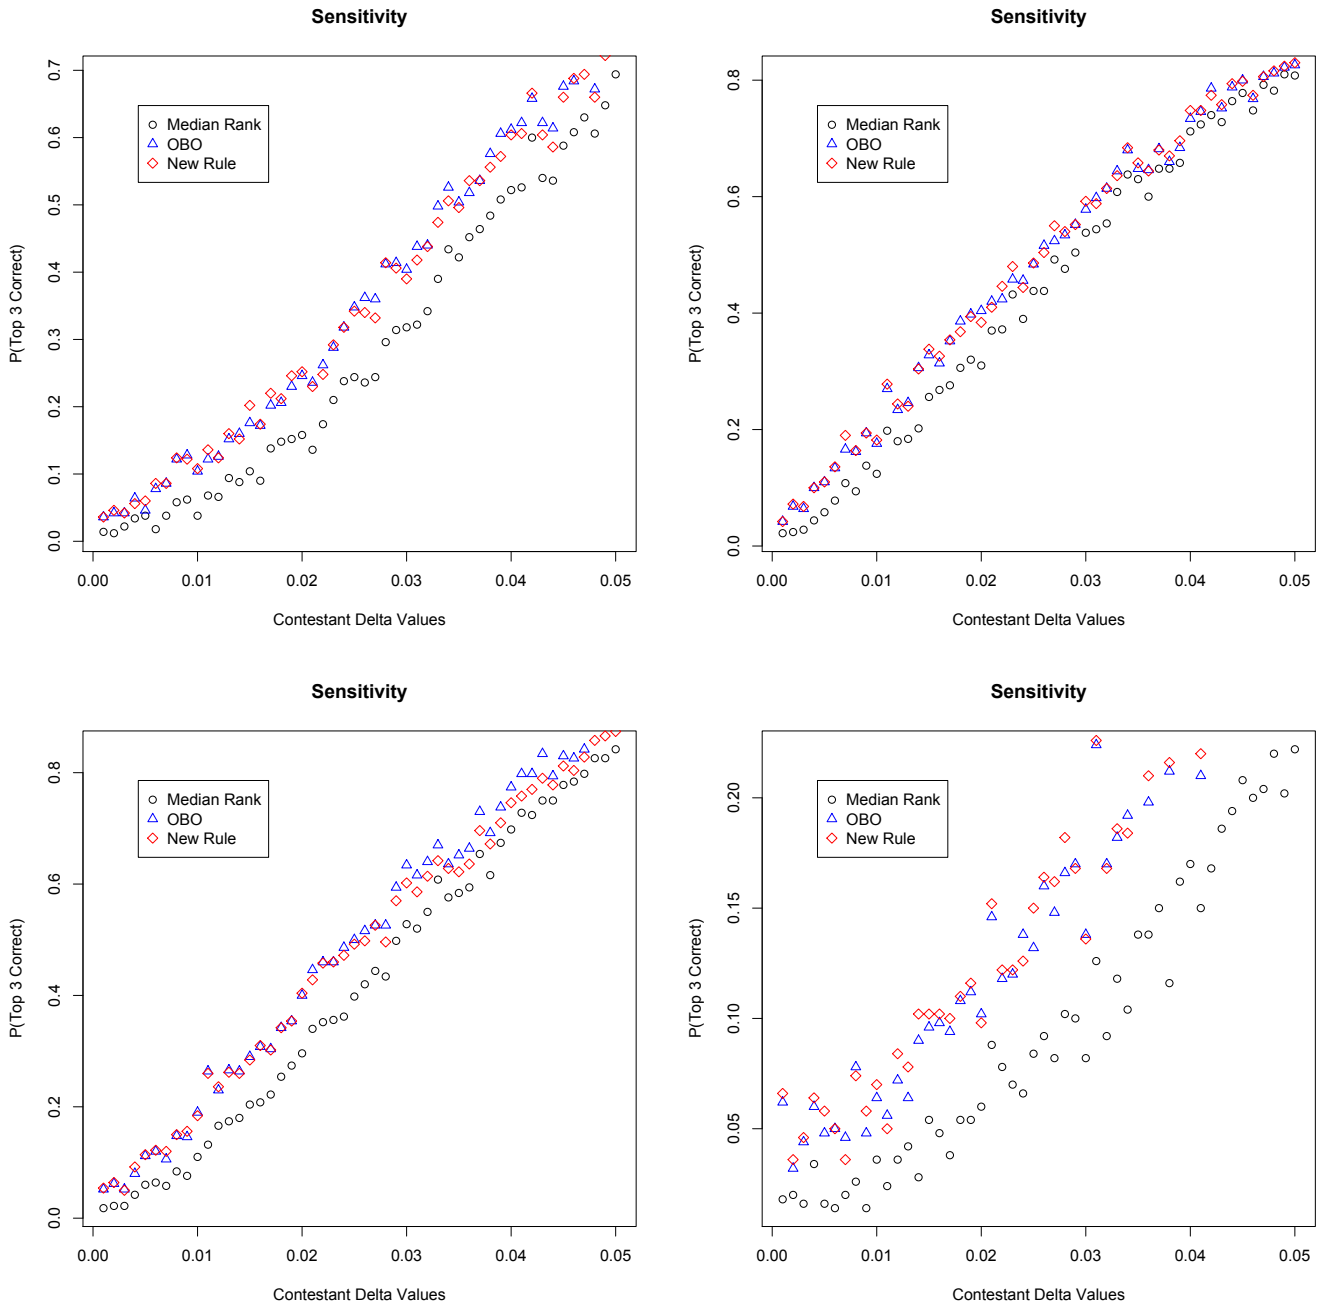 Sensitivity
P(Top 3 Correct)
0.7
0.6
0.5
0.4
0.3
0.2
0.1
0.0
Median Rank
OBO
New Rule
0.00 0.01 0.02 0.03 0.04 0.05
Contestant Delta Values
Sensitivity
P(Top 3 Correct)
0.8
0.6
0.4
0.2
0.0
Median Rank
OBO
New Rule
0.00 0.01 0.02 0.03 0.04 0.05
Contestant Delta Values
Sensitivity
P(Top 3 Correct)
0.8
0.6
0.4
0.2
0.0
Median Rank
OBO
New Rule
0.00 0.01 0.02 0.03 0.04 0.05
Contestant Delta Values
Sensitivity
P(Top 3 Correct)
0.20
0.15
0.10
0.05
Median Rank
OBO
New Rule
0.00 0.01 0.02 0.03 0.04 0.05
Contestant Delta Values